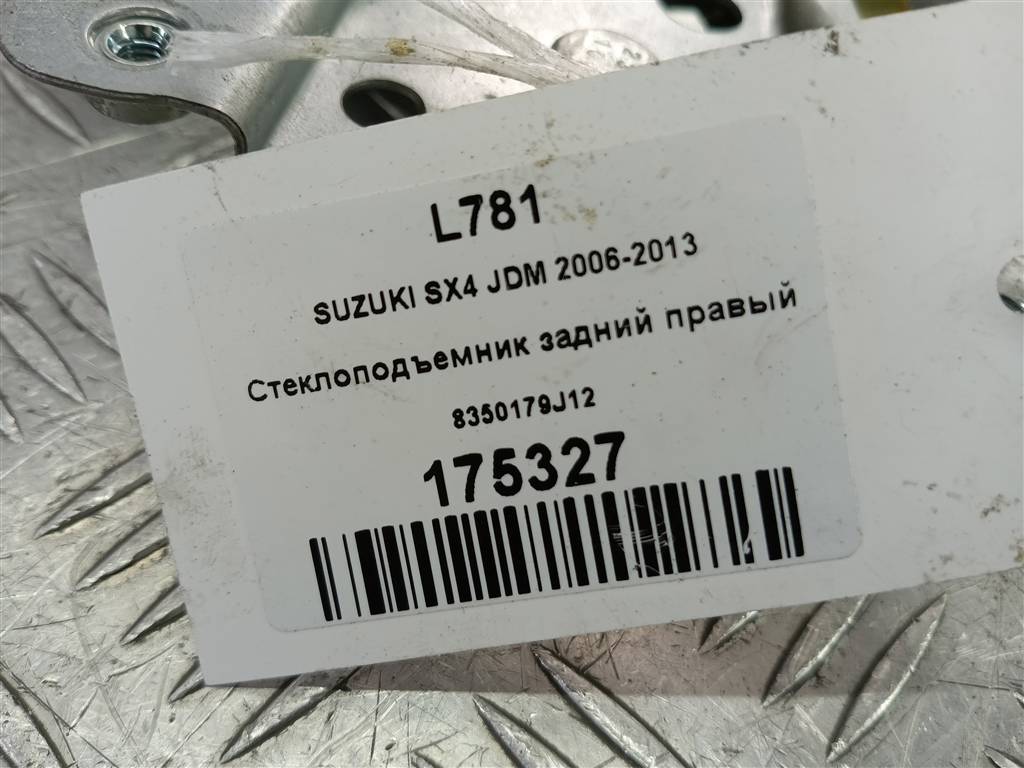 L781
SUZUKI SX4 JDM 2006-2013
Стеклоподъемник задний правый
8350179J12
175327